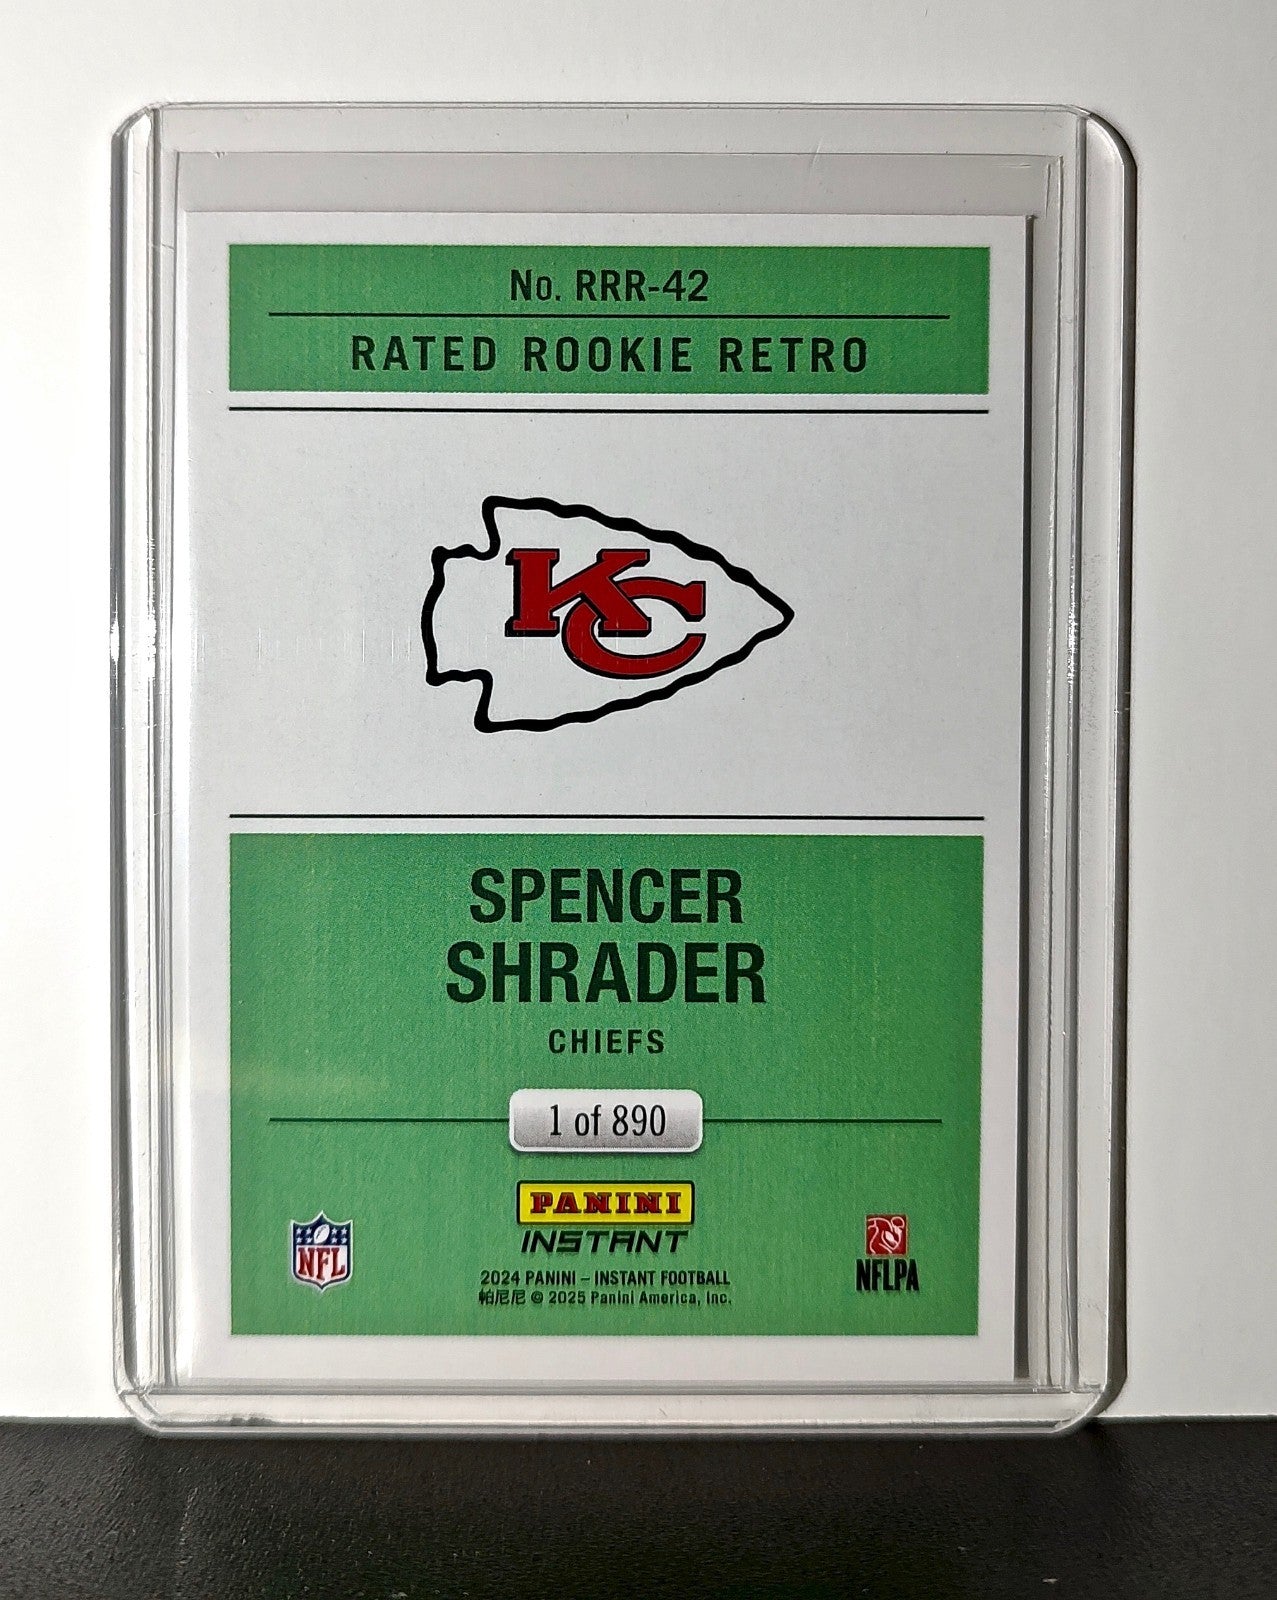 No. RRR-42
RATED ROOKIE RETRO
KC
SPENCER
SHRADER
CHIEFS
1 of 890
PANINI
INSTANT
NFL
NFLPA
2024 PANINI – INSTANT FOOTBALL
帕尼尼 © 2025 Panini America, Inc.